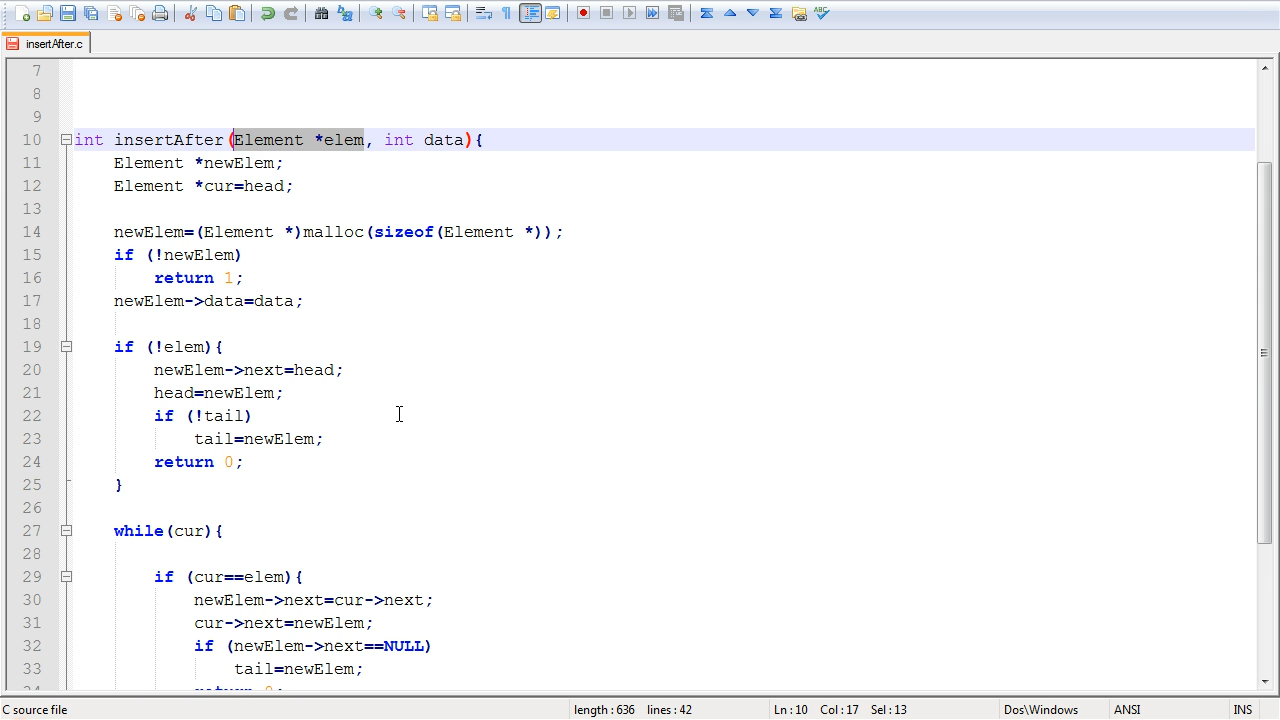 insertAfter.c
7
8
9
10 int insertAfter(Element *elem, int data){
11 Element *newElem;
12 Element *cur=head;
13
14 newElem=(Element *)malloc(sizeof(Element *));
15 if (!newElem)
16 return 1;
17 newElem->data=data;
18
19 if (!elem){
20 newElem->next=head;
21 head=newElem;
22 if (!tail)
23 tail=newElem;
24 return 0;
25 }
26
27 while(cur){
28
29 if (cur==elem){
30 newElem->next=cur->next;
31 cur->next=newElem;
32 if (newElem->next==NULL)
33 tail=newElem;
34 return 0;
C source file length : 636 lines : 42 Ln : 10 Col : 17 Sel : 13 Dos\Windows ANSI INS